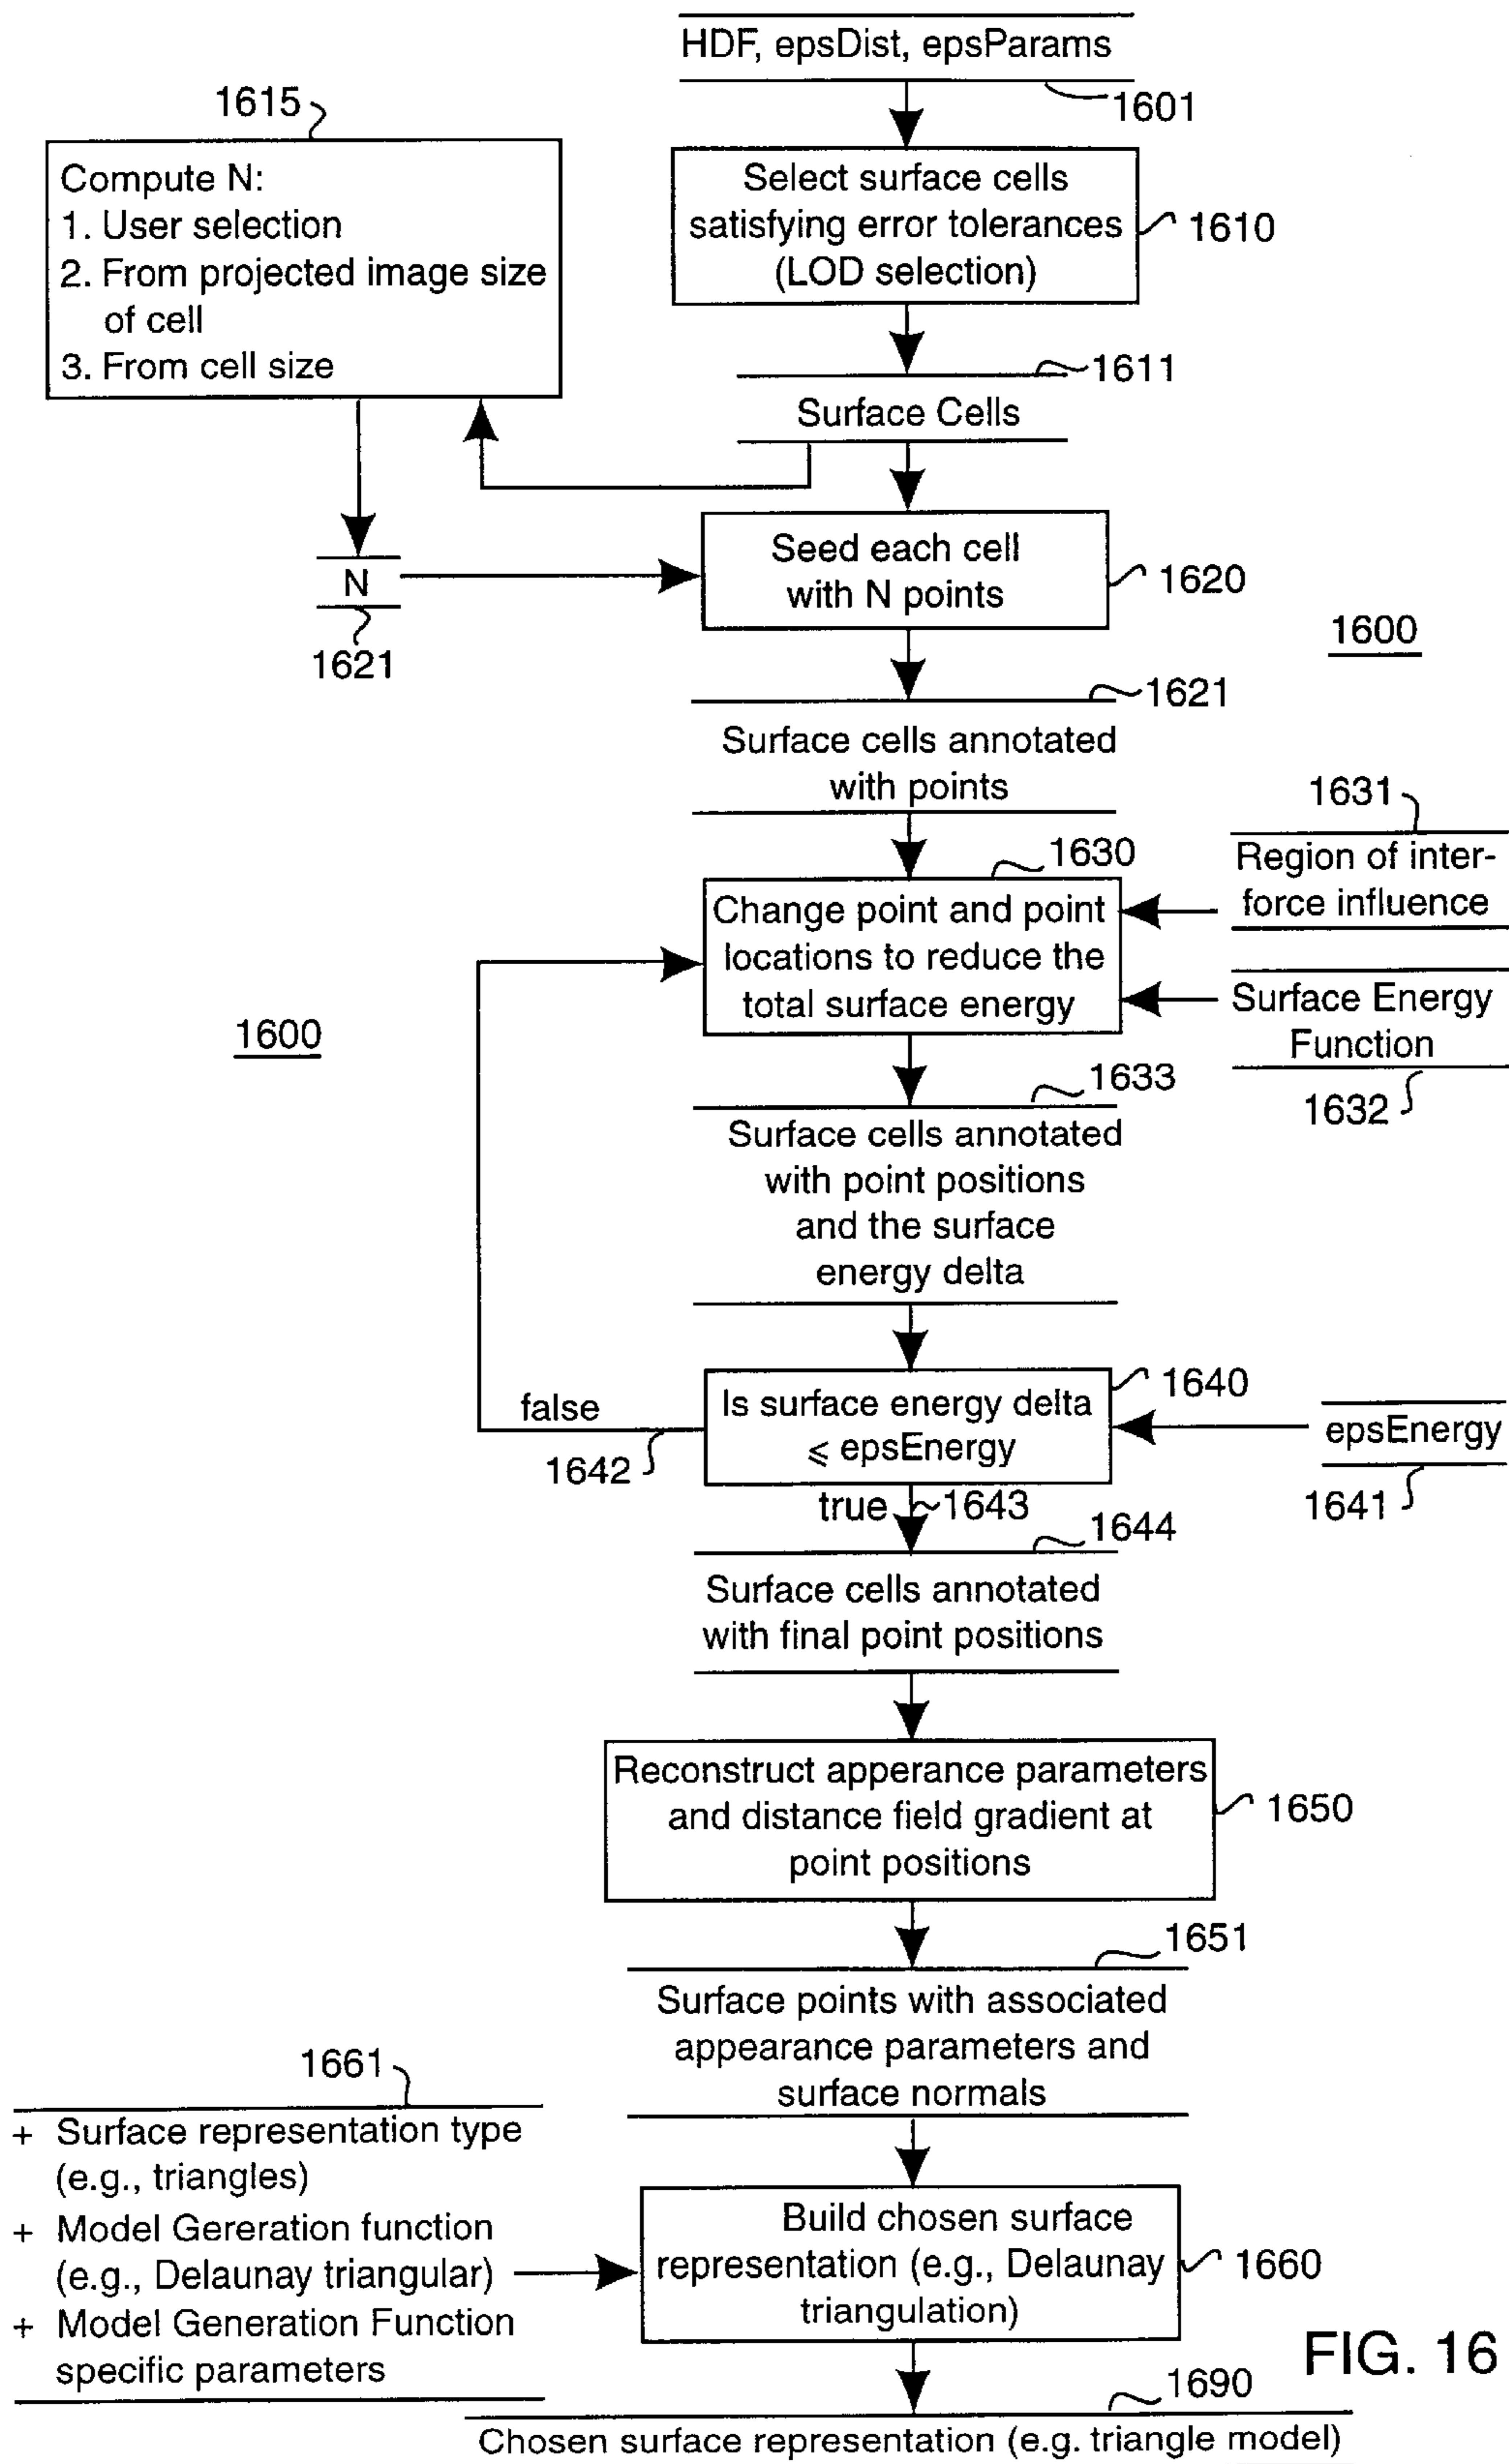 HDF, epsDist, epsParams
1601
1615
Compute N:
1. User selection
2. From projected image size
of cell
3. From cell size
Select surface cells
satisfying error tolerances
(LOD selection)
1610
1611
Surface Cells
Seed each cell
with N points
1620
N
1621
1600
1621
Surface cells annotated
with points
1631
Region of inter-
force influence
1630
Change point and point
locations to reduce the
total surface energy
Surface Energy
Function
1632
1600
1633
Surface cells annotated
with point positions
and the surface
energy delta
1640
Is surface energy delta
⩽ epsEnergy
false
1642
epsEnergy
1641
true
1643
1644
Surface cells annotated
with final point positions
Reconstruct apperance parameters
and distance field gradient at
point positions
1650
1651
Surface points with associated
appearance parameters and
surface normals
1661
+ Surface representation type
(e.g., triangles)
+ Model Gereration function
(e.g., Delaunay triangular)
+ Model Generation Function
specific parameters
Build chosen surface
representation (e.g., Delaunay
triangulation)
1660
FIG. 16
1690
Chosen surface representation (e.g. triangle model)